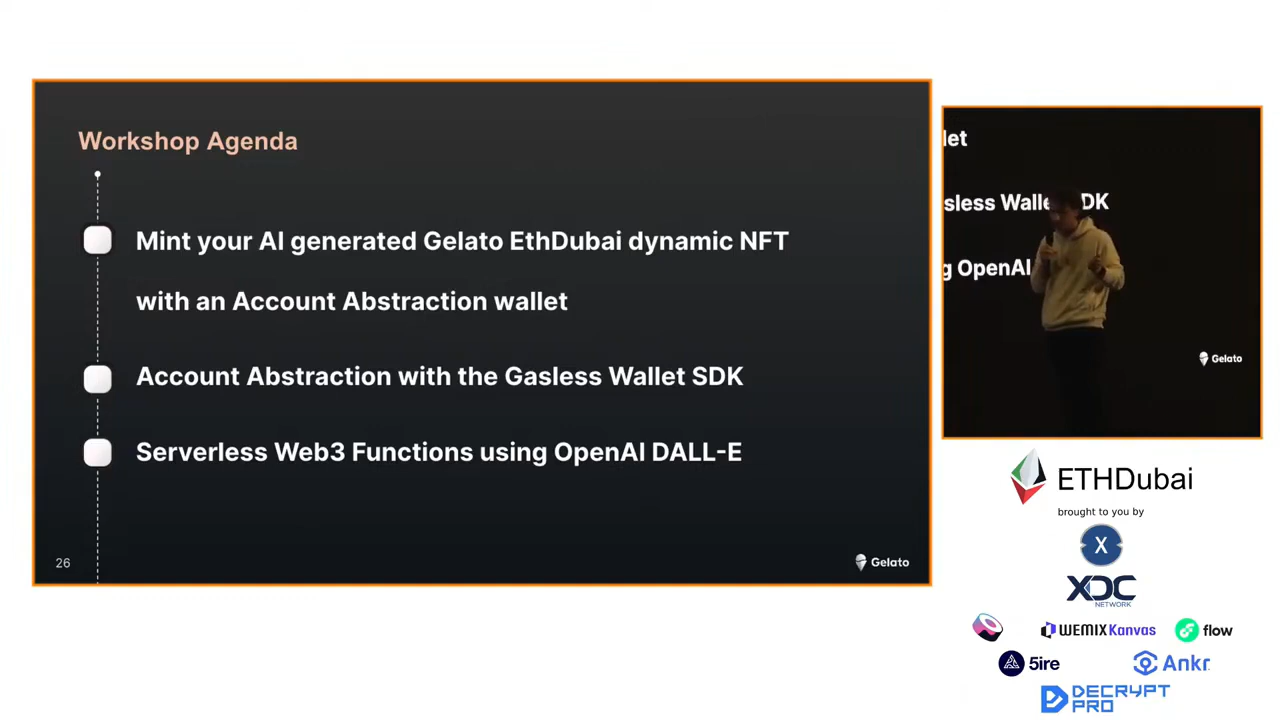 Workshop Agenda
Mint your AI generated Gelato EthDubai dynamic NFT
with an Account Abstraction wallet
Account Abstraction with the Gasless Wallet SDK
Serverless Web3 Functions using OpenAI DALL-E
26
Gelato
let
sless Walle DK
g OpenAI
Gelato
ETHDubai
brought to you by
X
XDC
NETWORK
WEMIX Kanvas
flow
5ire
Ankr
DECRYPT
PRO